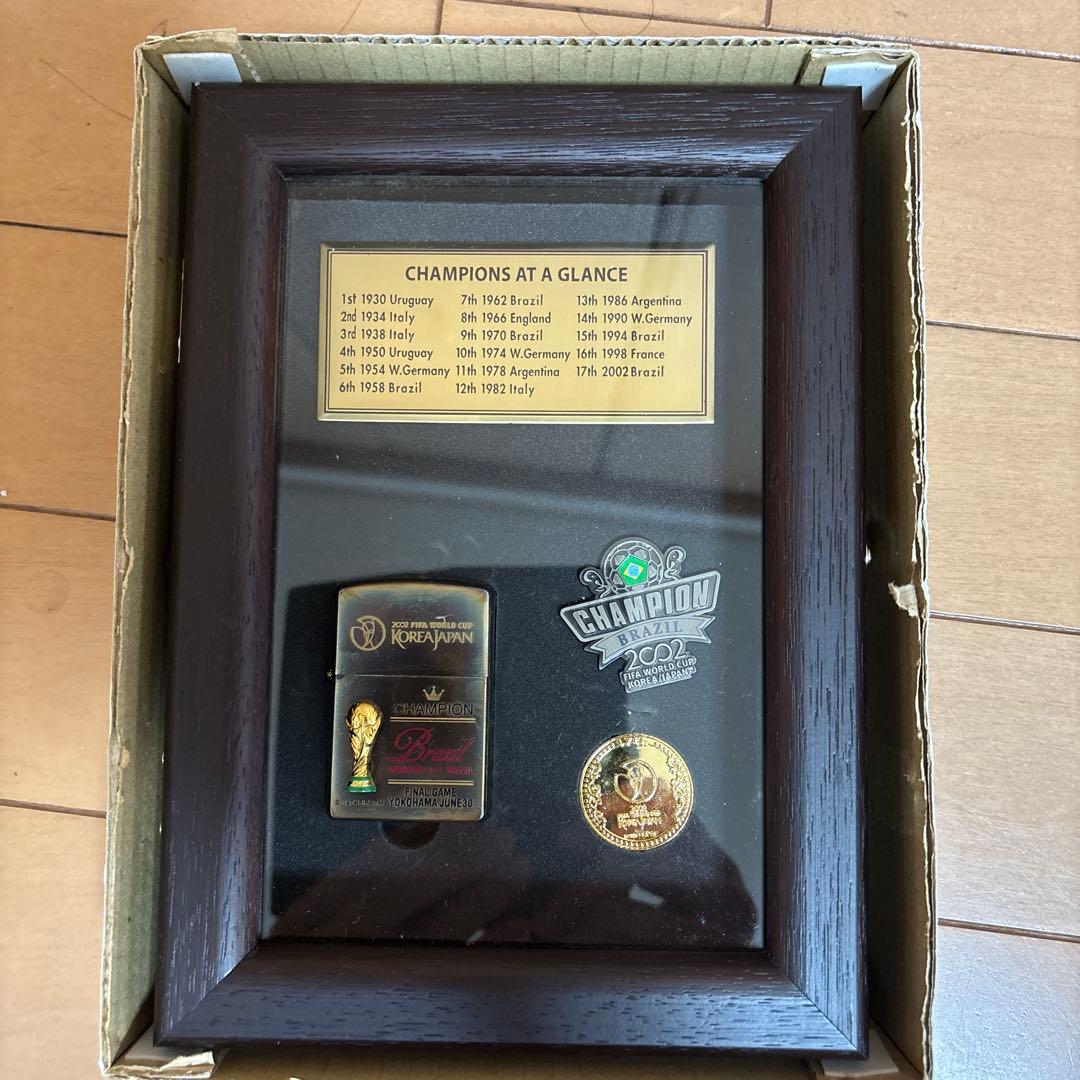 CHAMPIONS AT A GLANCE
1st 1930 Uruguay
2nd 1934 Italy
3rd 1938 Italy
4th 1950 Uruguay
5th 1954 W.Germany
6th 1958 Brazil
7th 1962 Brazil
8th 1966 England
9th 1970 Brazil
10th 1974 W.Germany
11th 1978 Argentina
12th 1982 Italy
13th 1986 Argentina
14th 1990 W.Germany
15th 1994 Brazil
16th 1998 France
17th 2002 Brazil
2002 FIFA WORLD CUP
KOREA JAPAN
CHAMPION
Brazil
FINAL GAME
YOKOHAMA JUNE 30
CHAMPION
BRAZIL
2002
FIFA WORLD CUP
KOREA JAPAN